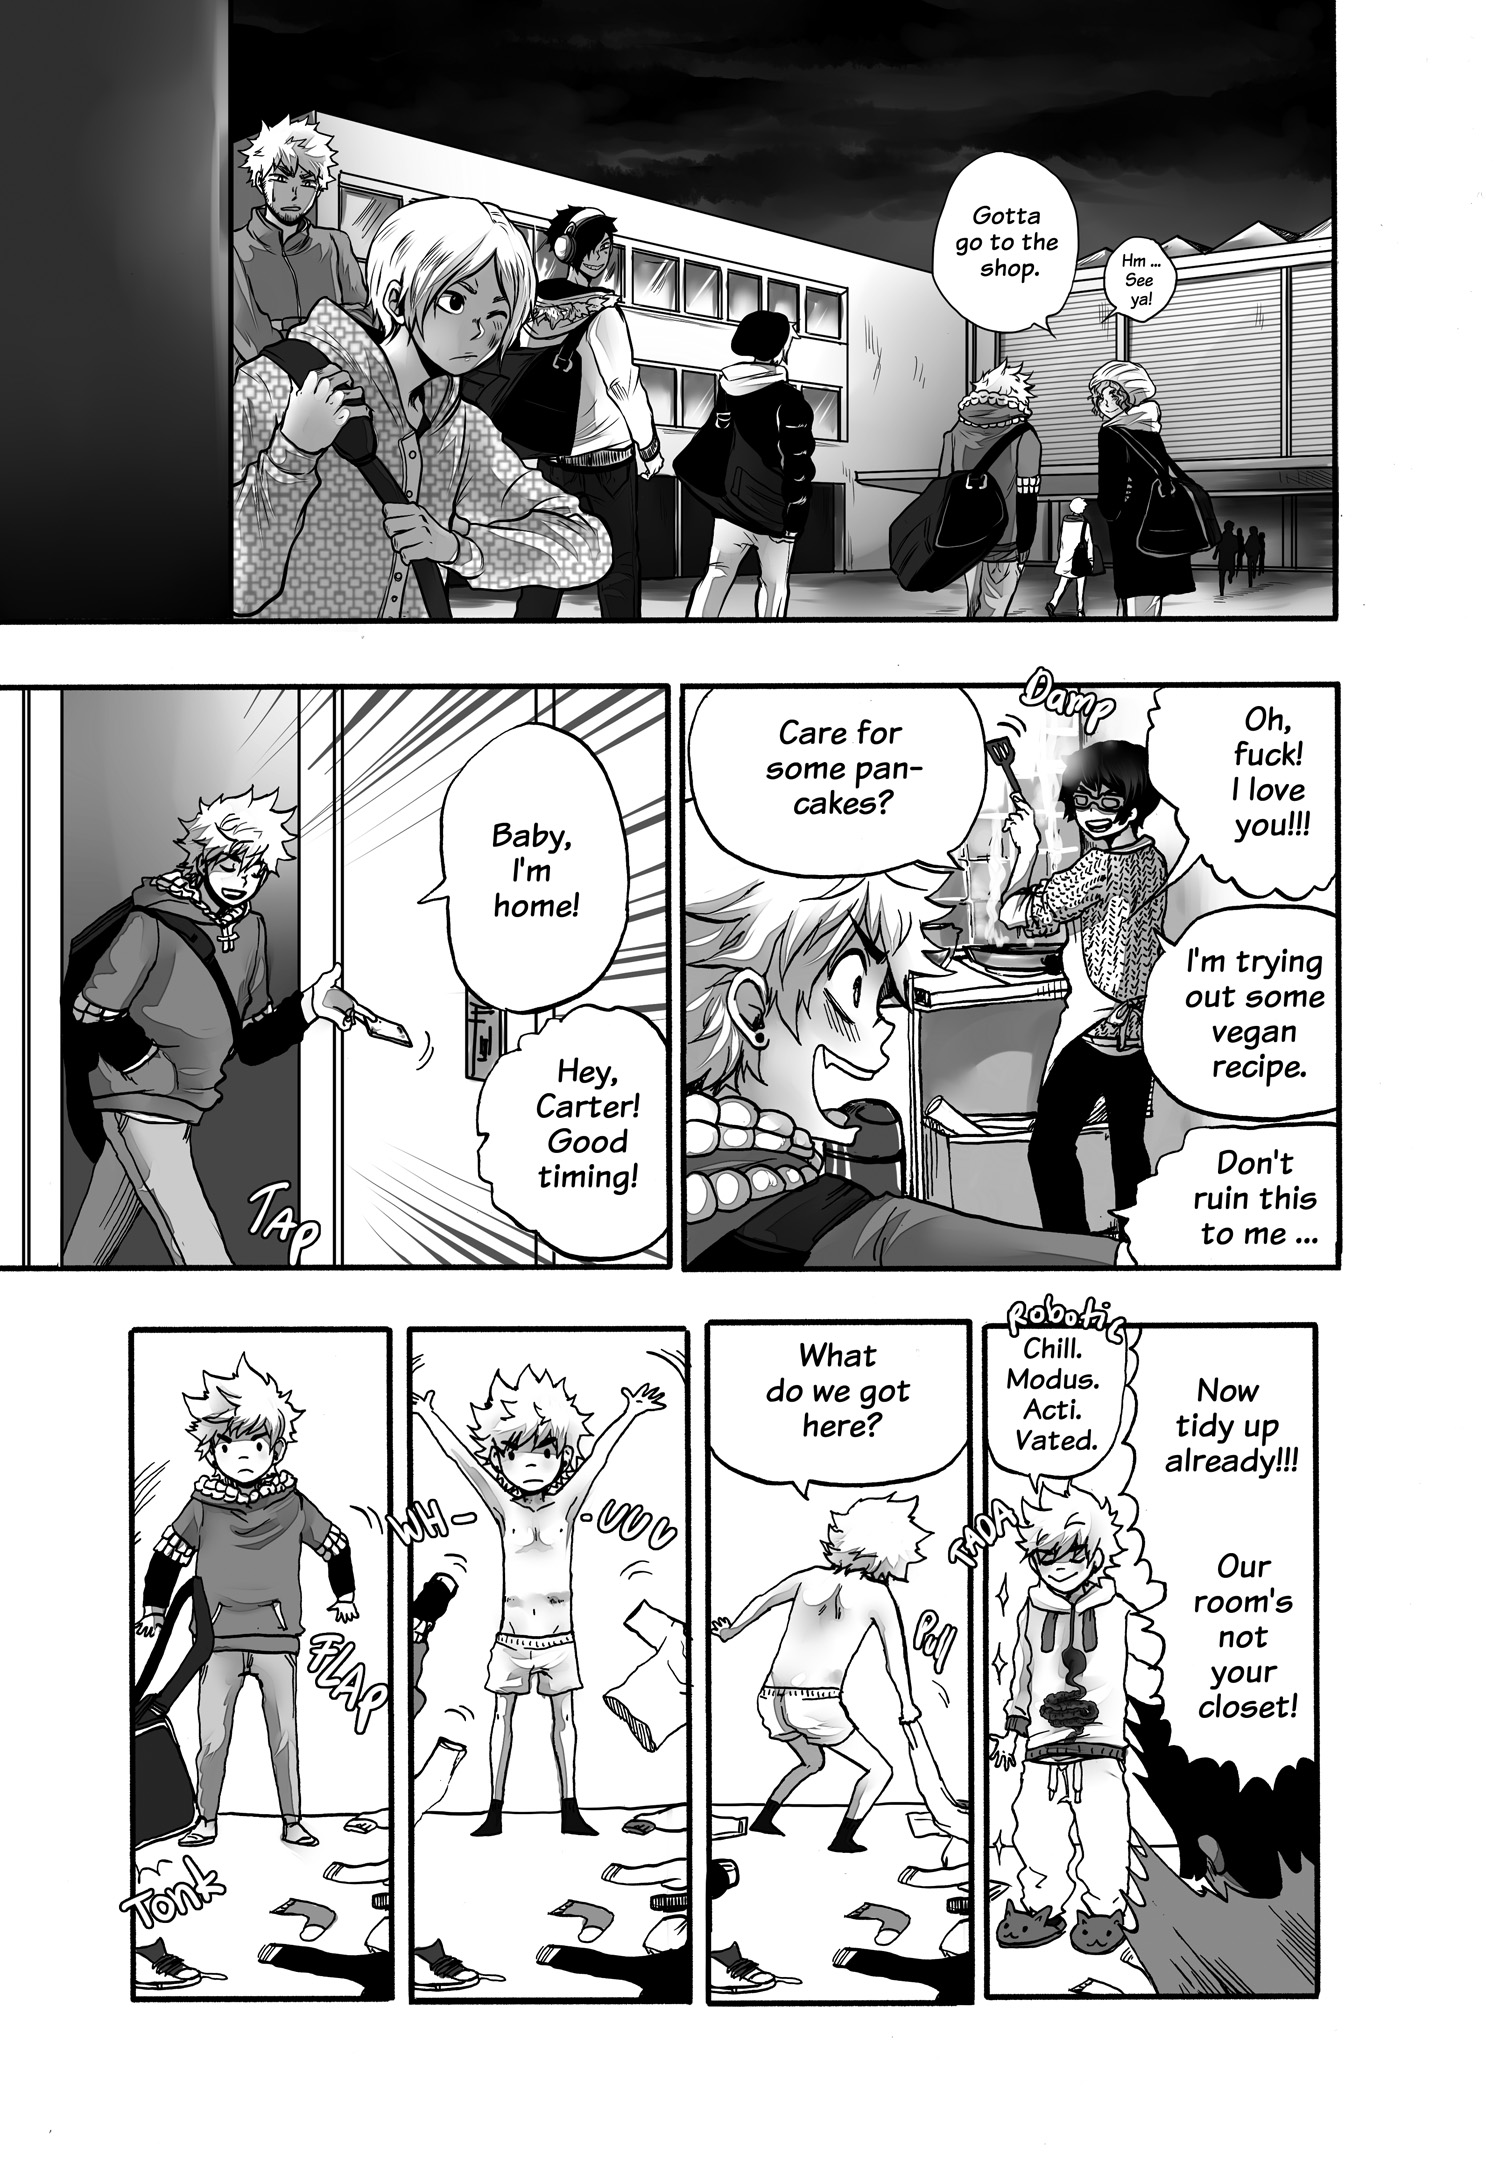 Gotta
go to the
shop.
Hm ...
See
ya!
Baby,
I'm
home!
Hey,
Carter!
Good
timing!
TAP
Damp
Care for
some pan-
cakes?
Oh,
fuck!
I love
you!!!
I'm trying
out some
vegan
recipe.
Don't
ruin this
to me ...
FLAP
Tonk
WH-
-UUU
What
do we got
here?
Pull
Robotic
Chill.
Modus.
Acti.
Vated.
TADA
Now
tidy up
already!!!
Our
room's
not
your
closet!